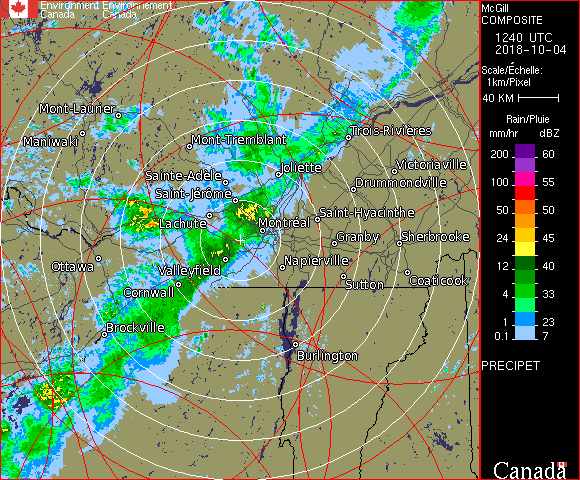 Environment Environnement
Canada Canada
McGill
COMPOSITE
1240 UTC
2018-10-04
Scale/Échelle:
1km/Pixel
40 KM
Rain/Pluie
mm/hr dBZ
200 60
100 55
50 50
24 45
12 40
4 33
1 23
0.1 7
PRECIPET
Canada
Mont-Laurier
Maniwaki
Mont-Tremblant
Trois-Rivières
Joliette
Victoriaville
Sainte-Adèle
Drummondville
Saint-Jérôme
Saint-Hyacinthe
Lachute
Montréal
Granby
Sherbrooke
Ottawa
Valleyfield
Napierville
Sutton
Coaticook
Cornwall
Brockville
Burlington